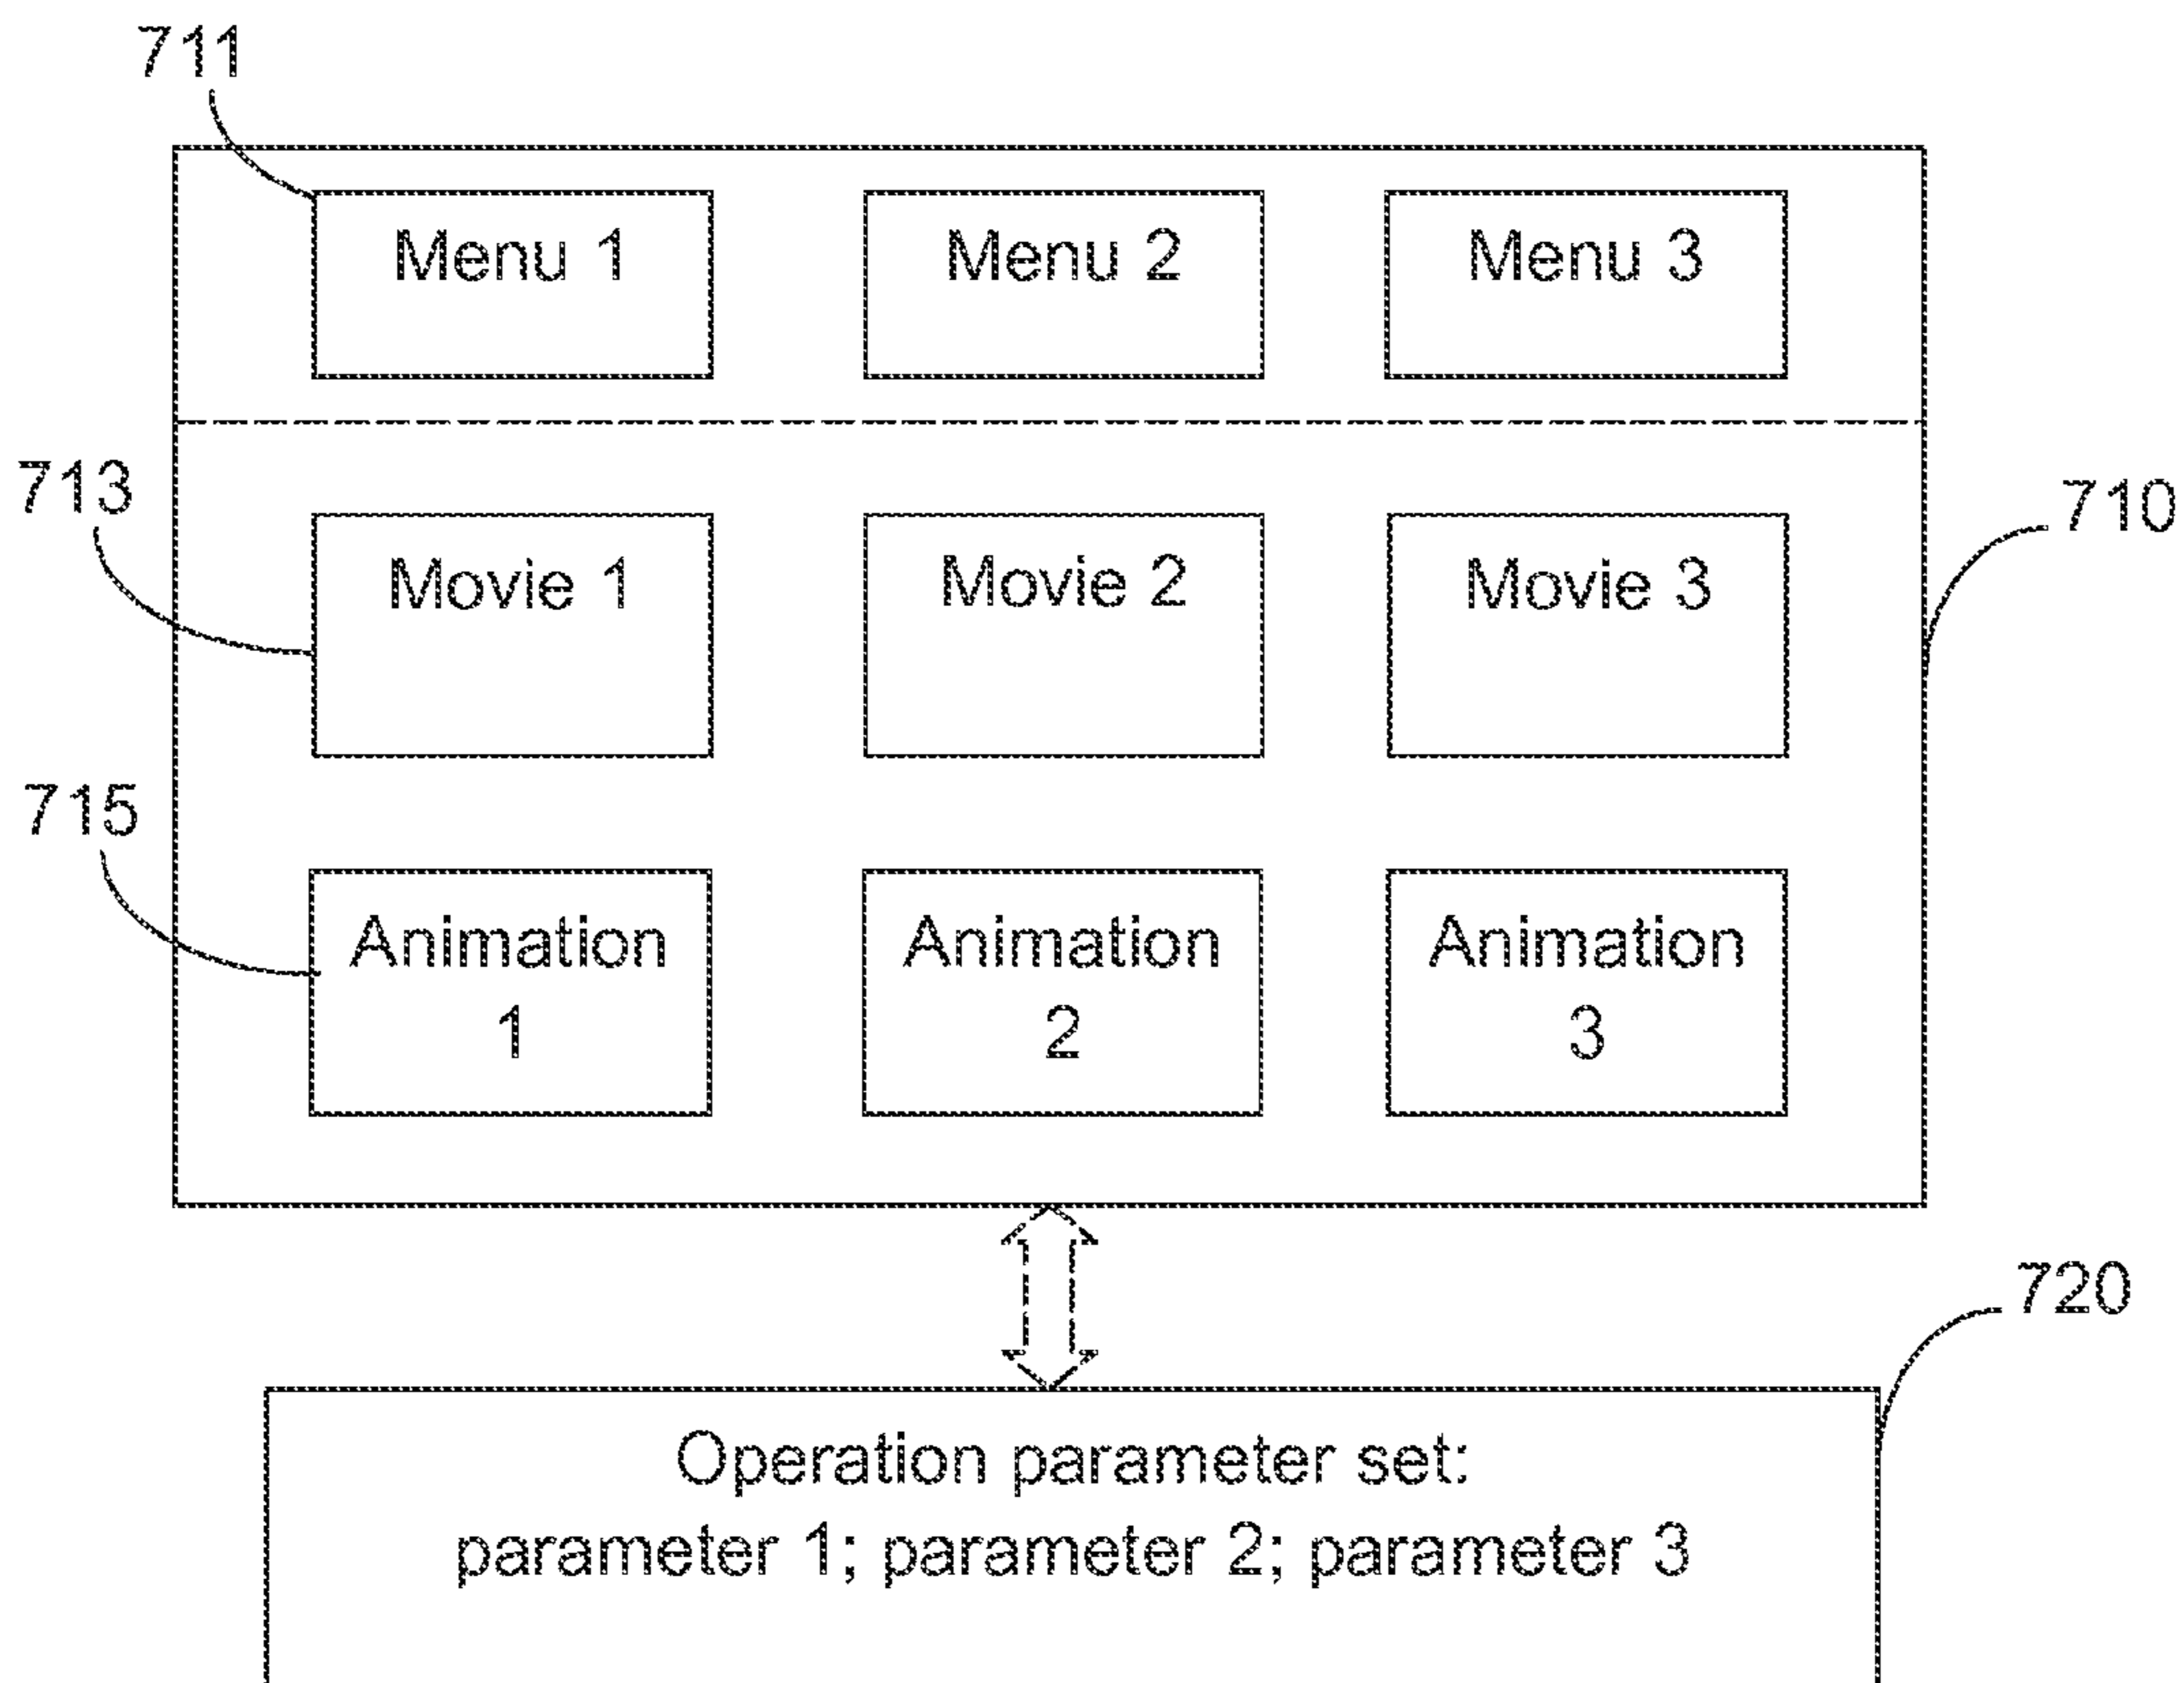 711
Menu 1
Menu 2
Menu 3
713
710
Movie 1
Movie 2
Movie 3
715
Animation
1
Animation
2
Animation
3
720
Operation parameter set:
parameter 1; parameter 2; parameter 3